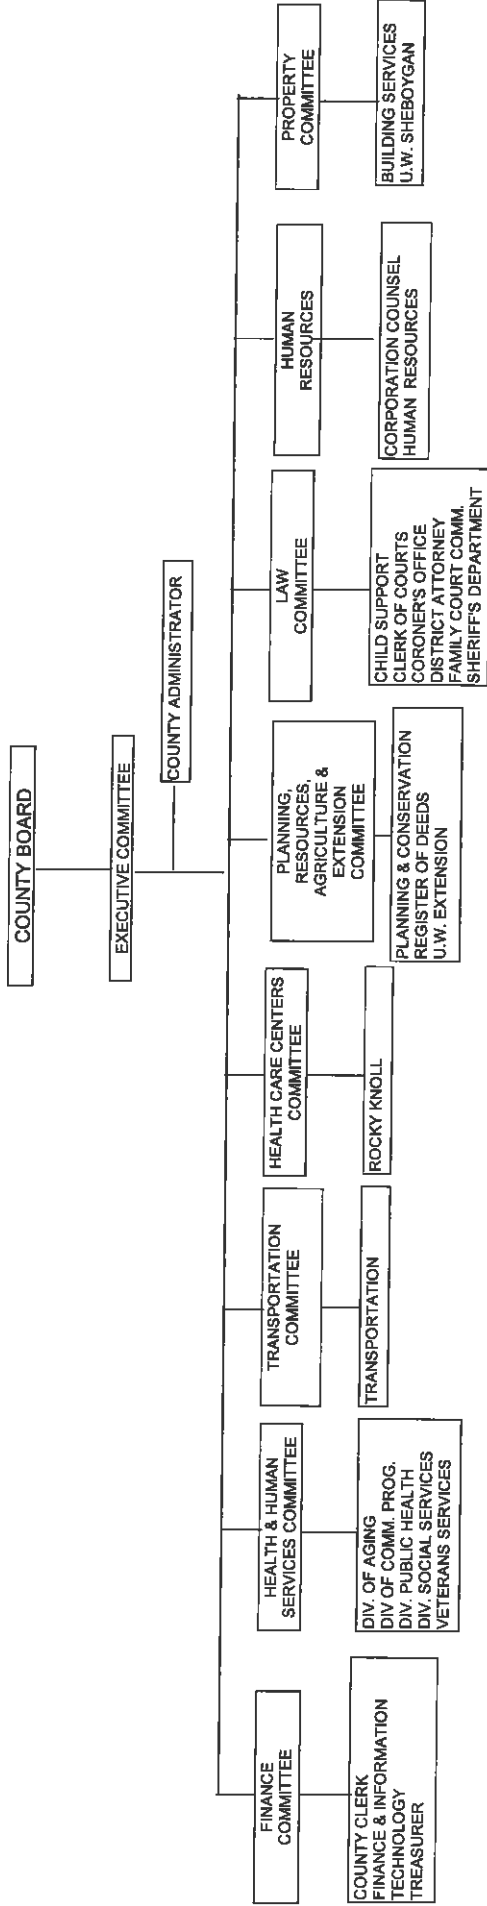 COUNTY BOARD
EXECUTIVE COMMITTEE
COUNTY ADMINISTRATOR
FINANCE
COMMITTEE
COUNTY CLERK
FINANCE & INFORMATION
TECHNOLOGY
TREASURER
HEALTH & HUMAN
SERVICES COMMITTEE
DIV. OF AGING
DIV OF COMM. PROG.
DIV. PUBLIC HEALTH
DIV. SOCIAL SERVICES
VETERANS SERVICES
TRANSPORTATION
COMMITTEE
TRANSPORTATION
HEALTH CARE CENTERS
COMMITTEE
ROCKY KNOLL
PLANNING,
RESOURCES,
AGRICULTURE &
EXTENSION
COMMITTEE
PLANNING & CONSERVATION
REGISTER OF DEEDS
U.W. EXTENSION
LAW
COMMITTEE
CHILD SUPPORT
CLERK OF COURTS
CORONER'S OFFICE
DISTRICT ATTORNEY
FAMILY COURT COMM.
SHERIFF'S DEPARTMENT
HUMAN
RESOURCES
CORPORATION COUNSEL
HUMAN RESOURCES
PROPERTY
COMMITTEE
BUILDING SERVICES
U.W. SHEBOYGAN